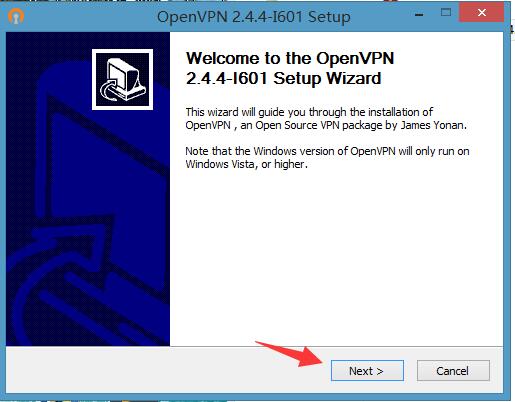 OpenVPN 2.4.4-I601 Setup
Welcome to the OpenVPN
2.4.4-I601 Setup Wizard
This wizard will guide you through the installation of
OpenVPN , an Open Source VPN package by James Yonan.
Note that the Windows version of OpenVPN will only run on
Windows Vista, or higher.
Next >
Cancel